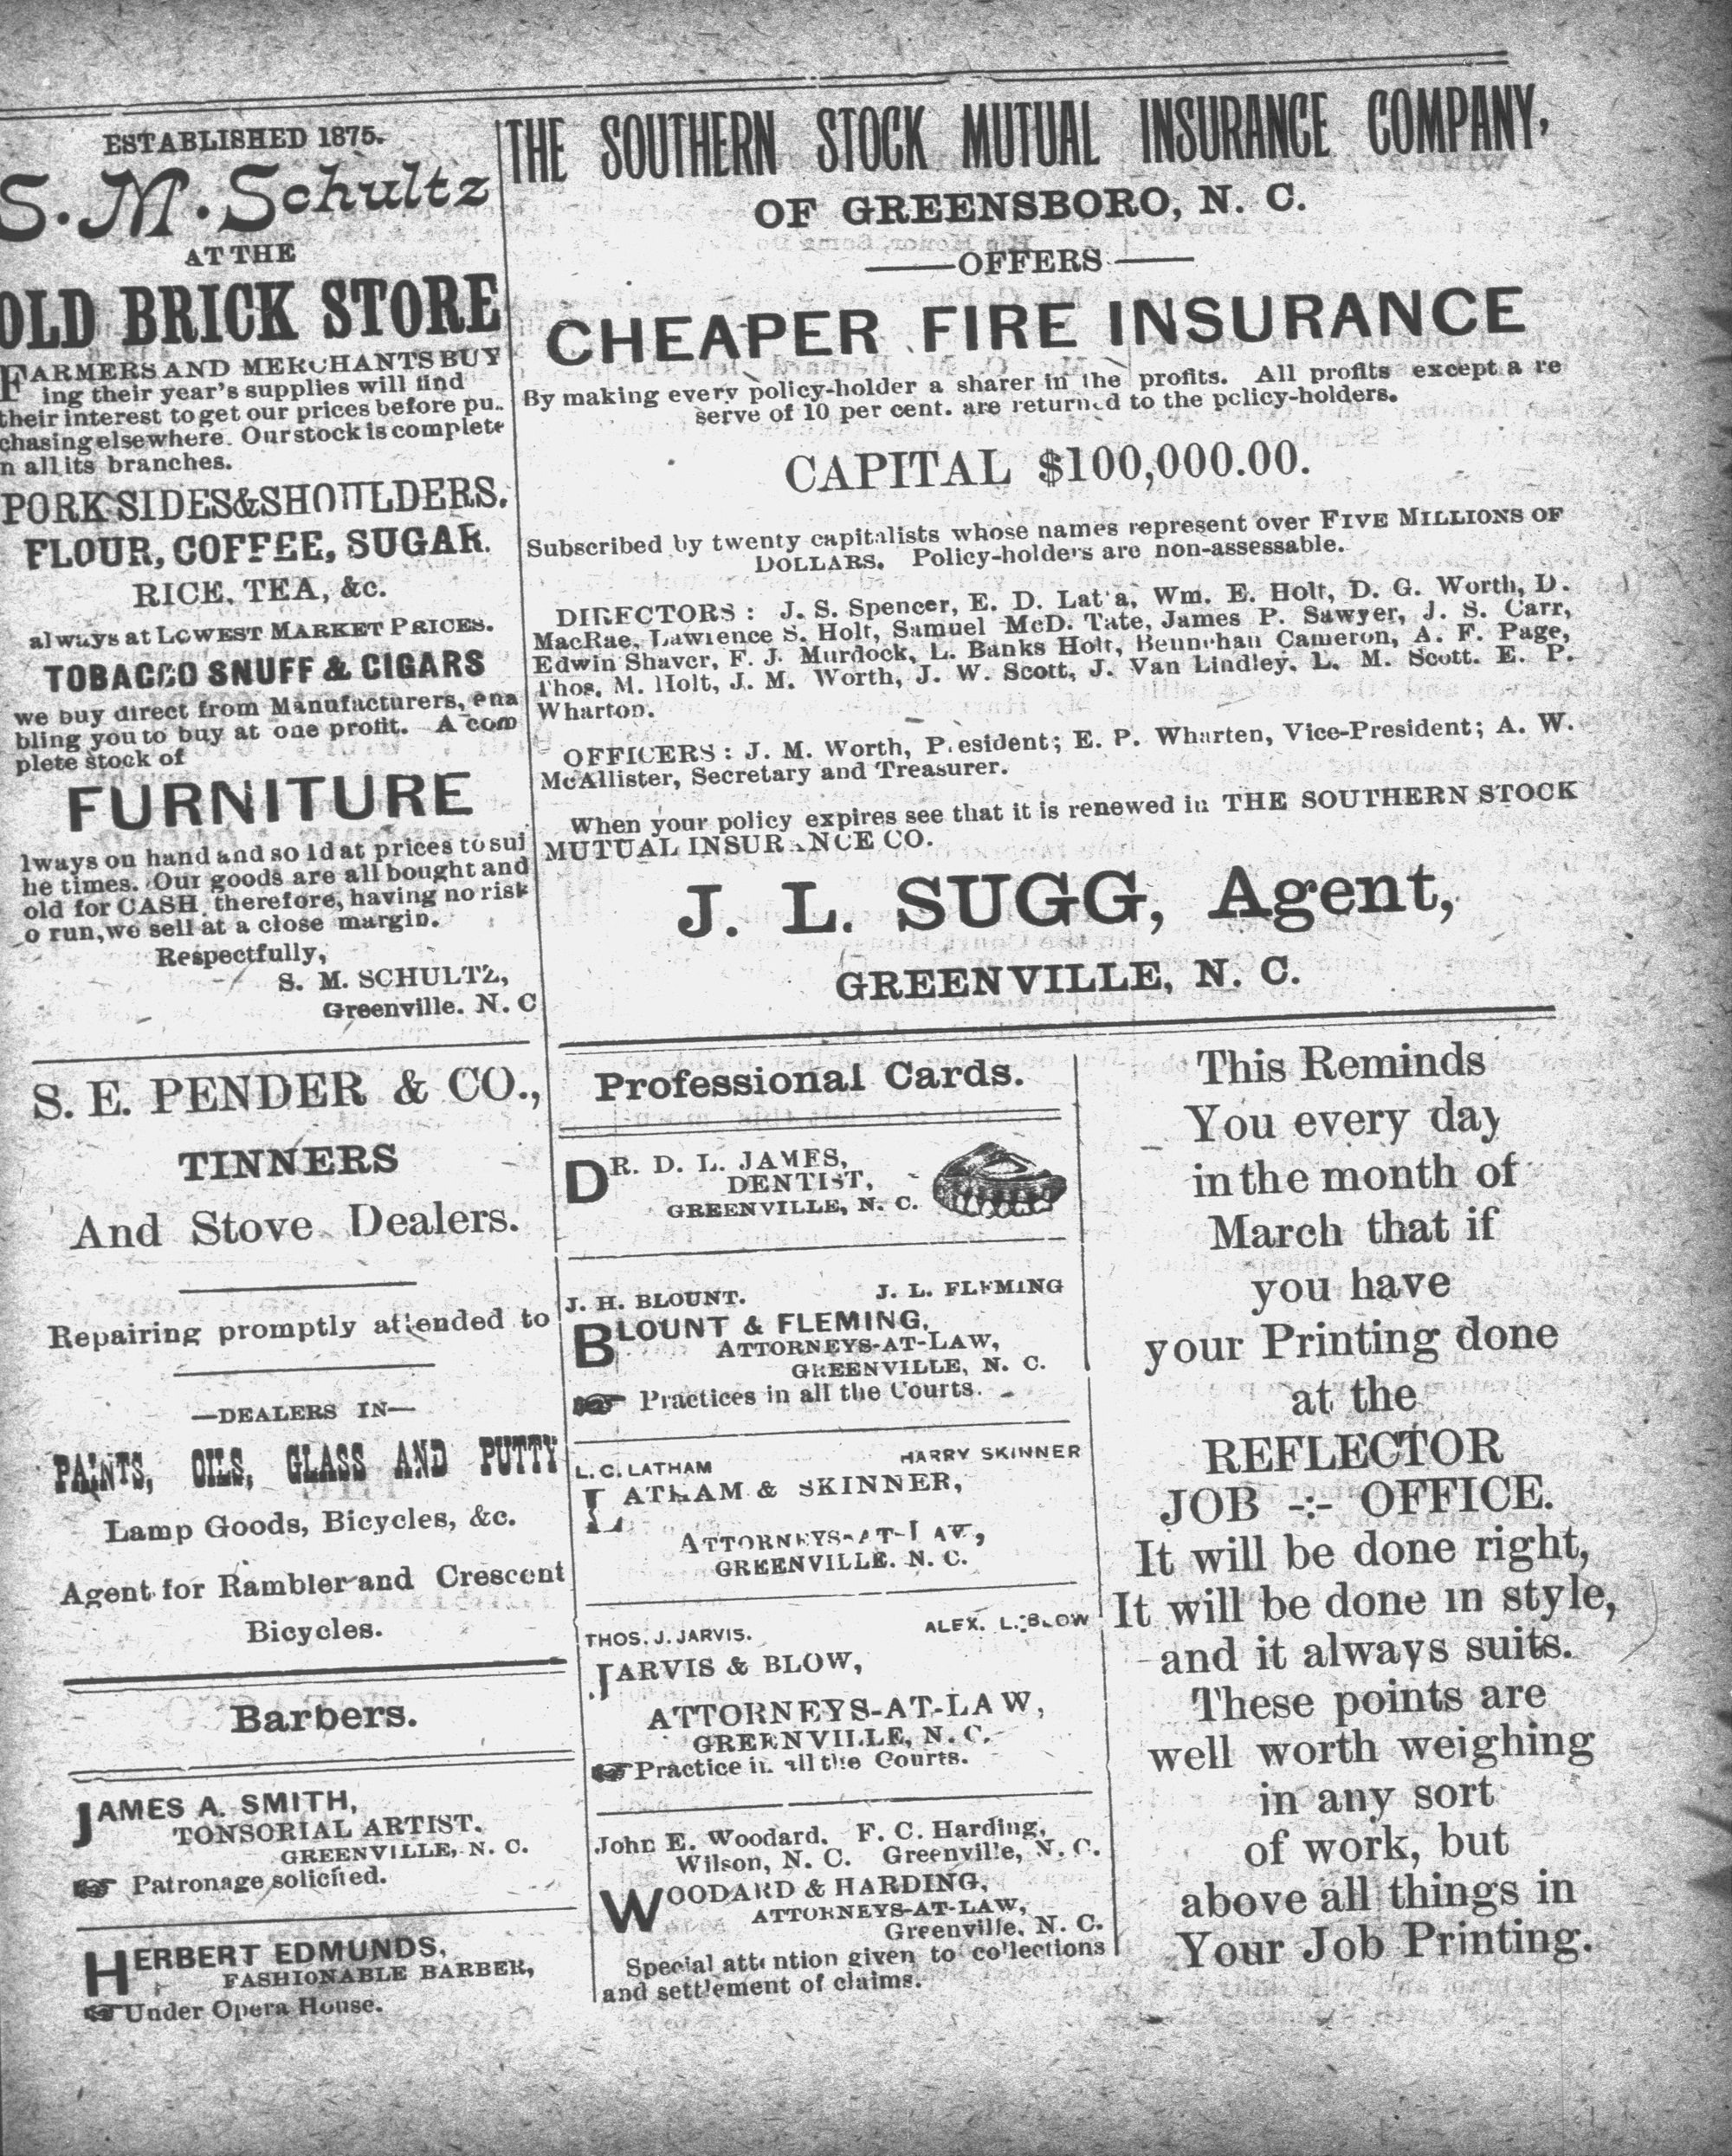 ESTABLISHED 1875.
S. M. Schultz
AT THE
OLD BRICK STORE
FARMERS AND MERCHANTS BUY
ing their year's supplies will find
their interest to get our prices before pu..
chasing elsewhere. Our stock is complete
n all its branches.
PORK SIDES & SHOULDERS.
FLOUR, COFFEE, SUGAR.
RICE, TEA, &c.
always at LOWEST MARKET PRICES.
TOBACCO SNUFF & CIGARS
we buy direct from Manufacturers, ena
bling you to buy at one profit. A com
plete stock of
FURNITURE
lways on hand and sold at prices to sui
he times. Our goods are all bought and
old for CASH, therefore, having no risk
o run, we sell at a close margin.
Respectfully,
S. M. SCHULTZ,
Greenville. N. C
S. E. PENDER & CO.,
TINNERS
And Stove Dealers.
Repairing promptly attended to
—DEALERS IN—
PAINTS, OILS, GLASS AND PUTTY
Lamp Goods, Bicycles, &c.
Agent for Rambler and Crescent
Bicycles.
Barbers.
JAMES A. SMITH,
TONSORIAL ARTIST.
GREENVILLE, N. C.
☞ Patronage solicited.
HERBERT EDMUNDS,
FASHIONABLE BARBER,
☞ Under Opera House.
THE SOUTHERN STOCK MUTUAL INSURANCE COMPANY,
OF GREENSBORO, N. C.
——OFFERS——
CHEAPER FIRE INSURANCE
By making every policy-holder a sharer in the profits. All profits except a re
serve of 10 per cent. are returned to the policy-holders.
CAPITAL $100,000.00.
Subscribed by twenty capitalists whose names represent over FIVE MILLIONS OF
DOLLARS. Policy-holders are non-assessable.
DIRECTORS: J. S. Spencer, E. D. Lat'a, Wm. E. Holt, D. G. Worth, D.
MacRae, Lawrence S. Holt, Samuel McD. Tate, James P. Sawyer, J. S. Carr,
Edwin Shaver, F. J. Murdock, L. Banks Holt, Bennehan Cameron, A. F. Page,
Thos. M. Holt, J. M. Worth, J. W. Scott, J. Van Lindley, L. M. Scott. E. P.
Wharton.
OFFICERS: J. M. Worth, P.esident; E. P. Wharten, Vice-President; A. W.
McAllister, Secretary and Treasurer.
When your policy expires see that it is renewed in THE SOUTHERN STOCK
MUTUAL INSURANCE CO.
J. L. SUGG, Agent,
GREENVILLE, N. C.
Professional Cards.
DR. D. L. JAMES,
DENTIST,
GREENVILLE, N. C.
J. H. BLOUNT. J. L. FLEMING
BLOUNT & FLEMING,
ATTORNEYS-AT-LAW,
GREENVILLE, N. C.
☞ Practices in all the Courts.
L. C. LATHAM HARRY SKINNER
LATHAM & SKINNER,
ATTORNEYS-AT-LAW,
GREENVILLE. N. C.
THOS. J. JARVIS. ALEX. L. BLOW
JARVIS & BLOW,
ATTORNEYS-AT-LAW,
GREENVILLE, N. C.
☞ Practice in all the Courts.
John E. Woodard, F. C. Harding,
Wilson, N. C. Greenville, N. C.
WOODARD & HARDING,
ATTORNEYS-AT-LAW,
Greenville, N. C.
Special attention given to collections
and settlement of claims.
This Reminds
You every day
in the month of
March that if
you have
your Printing done
at the
REFLECTOR
JOB -:- OFFICE.
It will be done right,
It will be done in style,
and it always suits.
These points are
well worth weighing
in any sort
of work, but
above all things in
Your Job Printing.